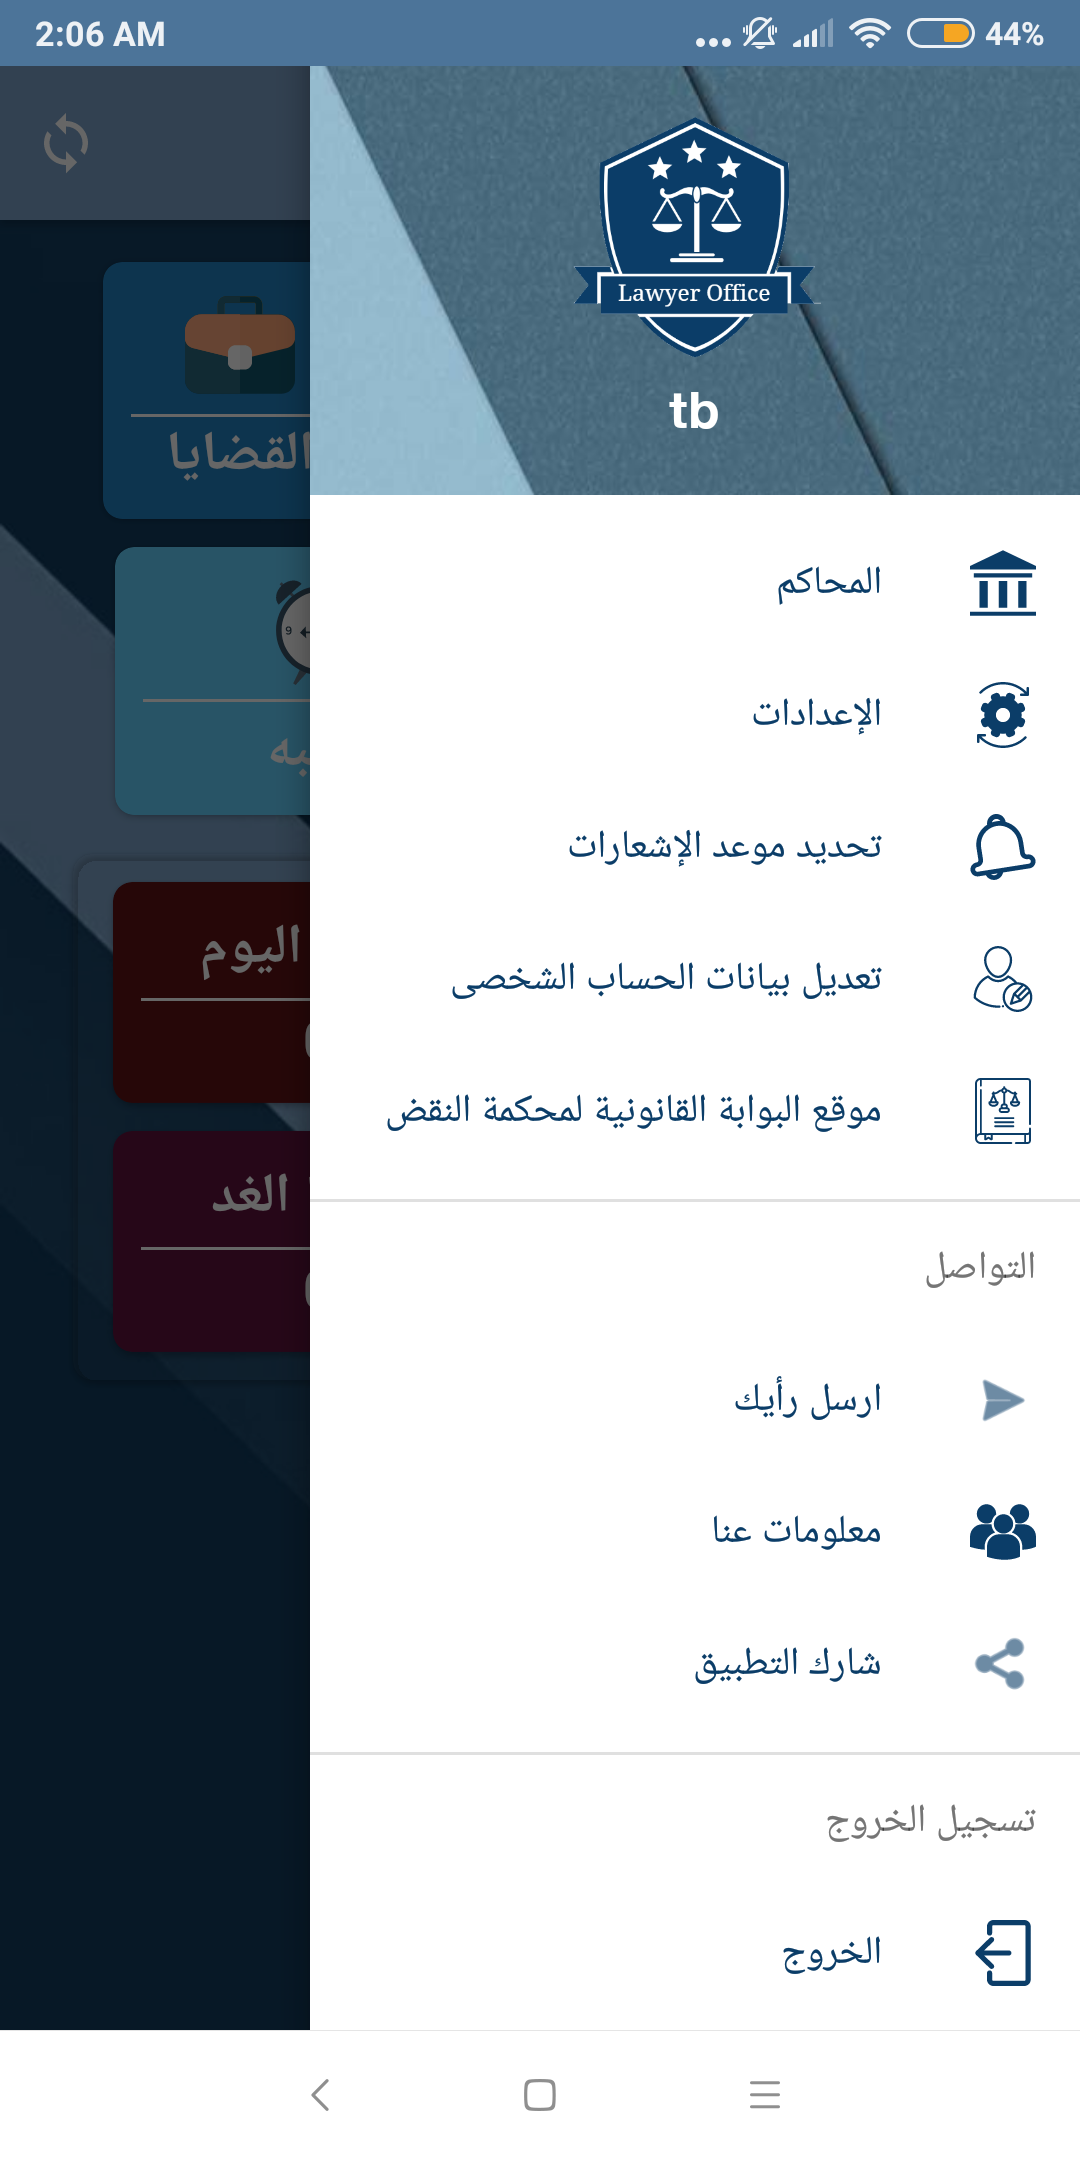 2:06 AM
44%
Lawyer Office
tb
القضايا
المحاكم
الإعدادات
تحديد موعد الإشعارات
اليوم
تعديل بيانات الحساب الشخصى
موقع البوابة القانونية لمحكمة النقض
الغد
التواصل
ارسل رأيك
معلومات عنا
شارك التطبيق
تسجيل الخروج
الخروج